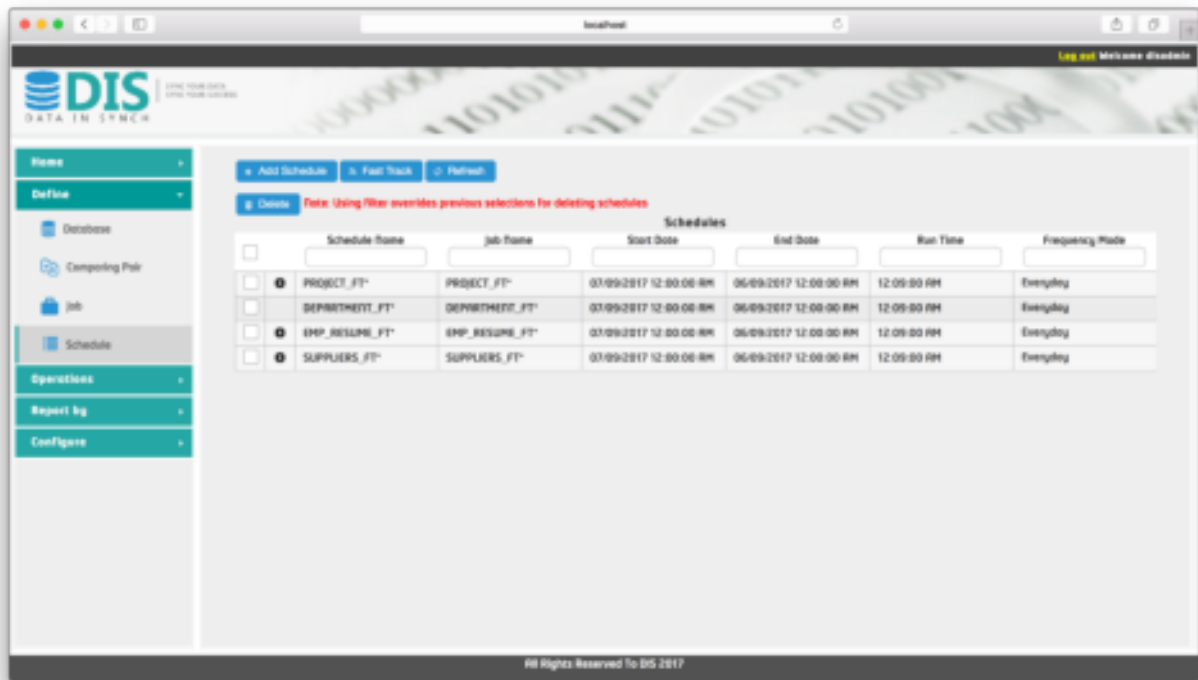 localhost
Log out Welcome disadmin
DIS
SYNC YOUR DATA
SYNC YOUR SUCCESS
DATA IN SYNCH
Home
Define
Database
Comparing Pair
Job
Schedule
Operations
Report by
Configure
Add Schedule Fast Track Refresh
Delete Note: Using filter overrides previous selections for deleting schedules
Schedules
Schedule Name Job Name Start Date End Date Run Time Frequency Mode
PROJECT_FT* PROJECT_FT* 07/09/2017 12:00:00 AM 06/09/2017 12:00:00 AM 12:09:00 AM Everyday
DEPARTMENT_FT* DEPARTMENT_FT* 07/09/2017 12:00:00 AM 06/09/2017 12:00:00 AM 12:09:00 AM Everyday
EMP_RESUME_FT* EMP_RESUME_FT* 07/09/2017 12:00:00 AM 06/09/2017 12:00:00 AM 12:09:00 AM Everyday
SUPPLIERS_FT* SUPPLIERS_FT* 07/09/2017 12:00:00 AM 06/09/2017 12:00:00 AM 12:09:00 AM Everyday
All Rights Reserved To DIS 2017